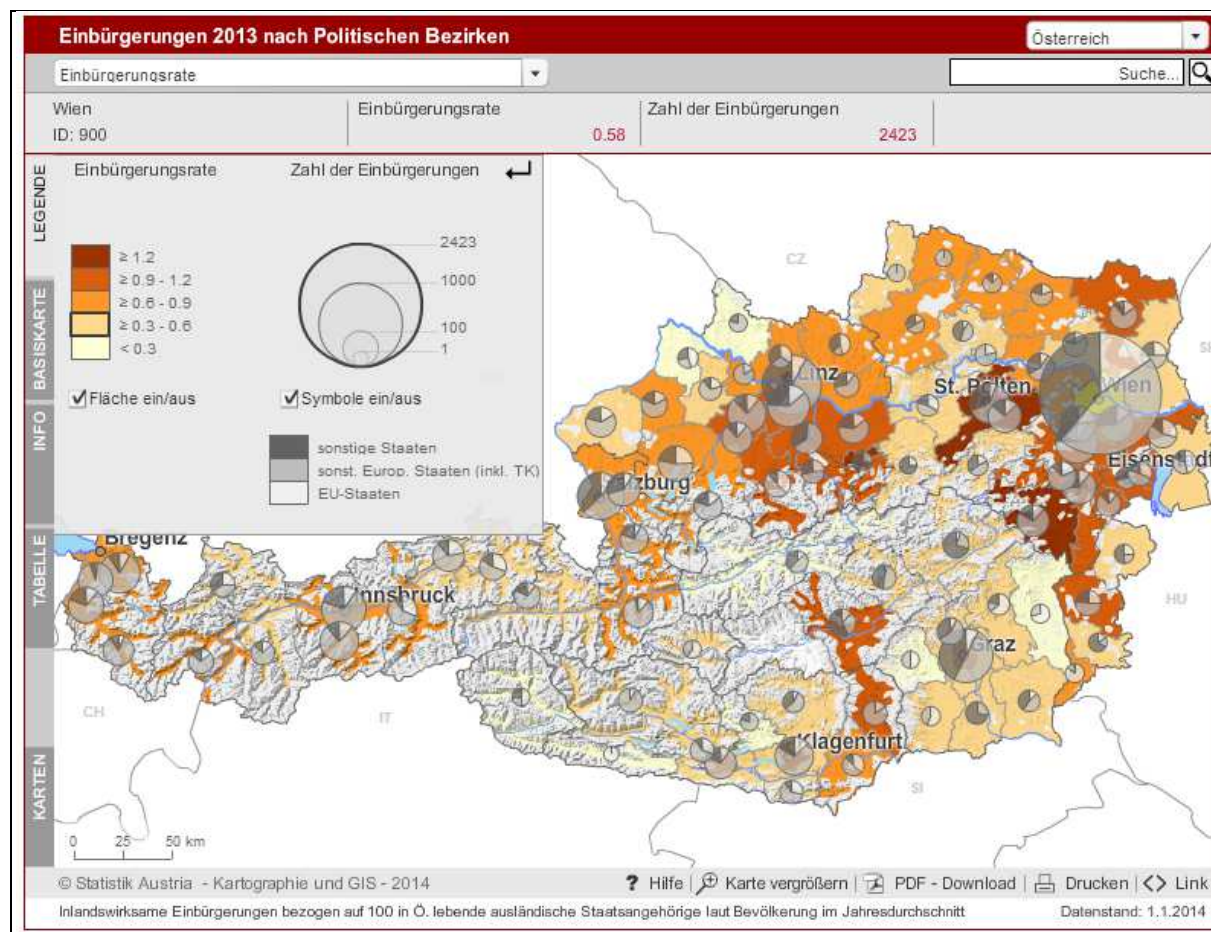 Einbürgerungen 2013 nach Politischen Bezirken
Österreich
Einbürgerungsrate
Suche...
Wien
ID: 900
Einbürgerungsrate
0.58
Zahl der Einbürgerungen
2423
LEGENDE
BASISKARTE
INFO
TABELLE
KARTEN
Einbürgerungsrate
≥ 1.2
≥ 0.9 - 1.2
≥ 0.6 - 0.9
≥ 0.3 - 0.6
< 0.3
Fläche ein/aus
Zahl der Einbürgerungen
2423
1000
100
1
Symbole ein/aus
sonstige Staaten
sonst. Europ. Staaten (inkl. TK)
EU-Staaten
CZ
Linz
St. Pölten
Wien
Eisenstadt
Bregenz
Innsbruck
Graz
HU
CH
IT
Klagenfurt
SI
0 25 50 km
© Statistik Austria - Kartographie und GIS - 2014
? Hilfe
Karte vergrößern
PDF - Download
Drucken
<> Link
Inlandswirksame Einbürgerungen bezogen auf 100 in Ö. lebende ausländische Staatsangehörige laut Bevölkerung im Jahresdurchschnitt
Datenstand: 1.1.2014